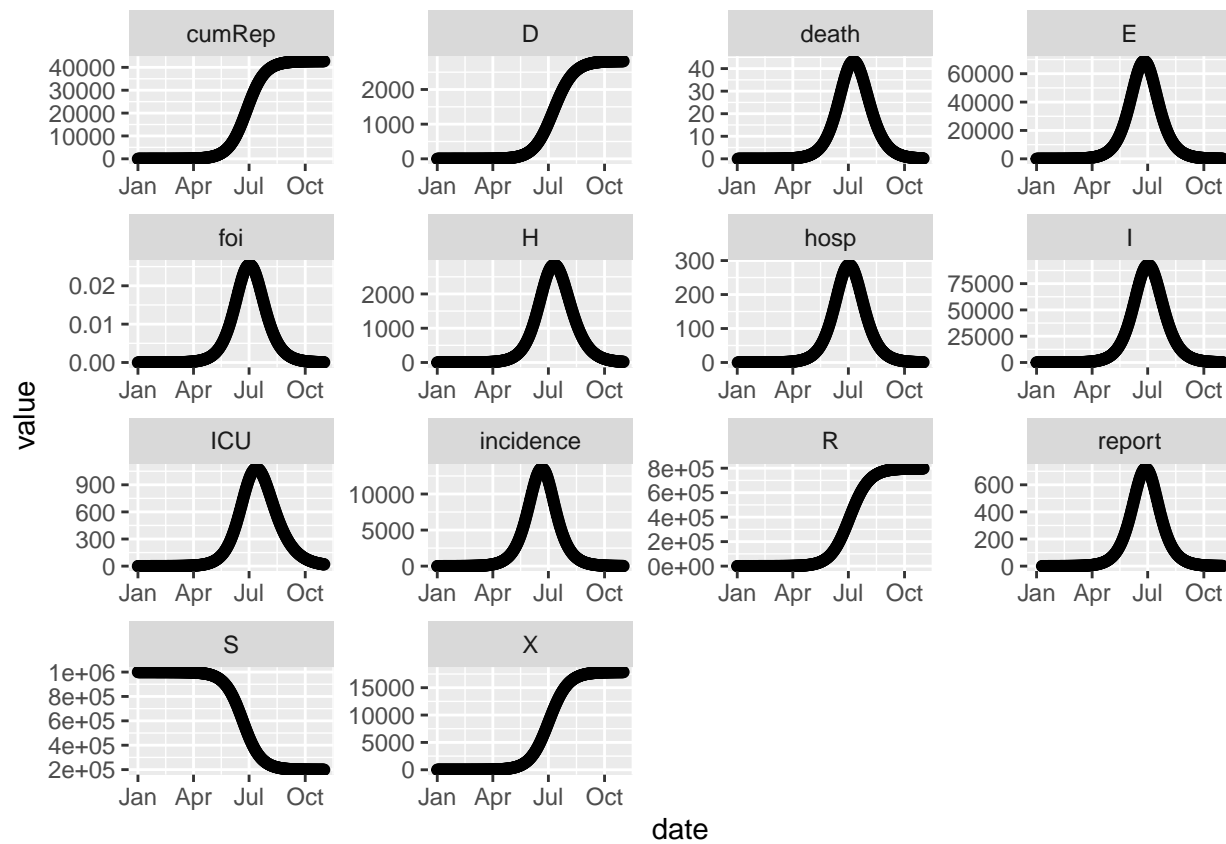 cumRep D death E
40000 30000 20000 10000 0 2000 1000 0 40 30 20 10 0 60000 40000 20000 0
Jan Apr Jul Oct Jan Apr Jul Oct Jan Apr Jul Oct Jan Apr Jul Oct
foi H hosp I
0.02 0.01 0.00 2000 1000 0 300 200 100 0 75000 50000 25000 0
Jan Apr Jul Oct Jan Apr Jul Oct Jan Apr Jul Oct Jan Apr Jul Oct
ICU incidence R report
900 600 300 0 10000 5000 0 8e+05 6e+05 4e+05 2e+05 0e+00 600 400 200 0
Jan Apr Jul Oct Jan Apr Jul Oct Jan Apr Jul Oct Jan Apr Jul Oct
S X
1e+06 8e+05 6e+05 4e+05 2e+05 15000 10000 5000 0
Jan Apr Jul Oct Jan Apr Jul Oct
value
date